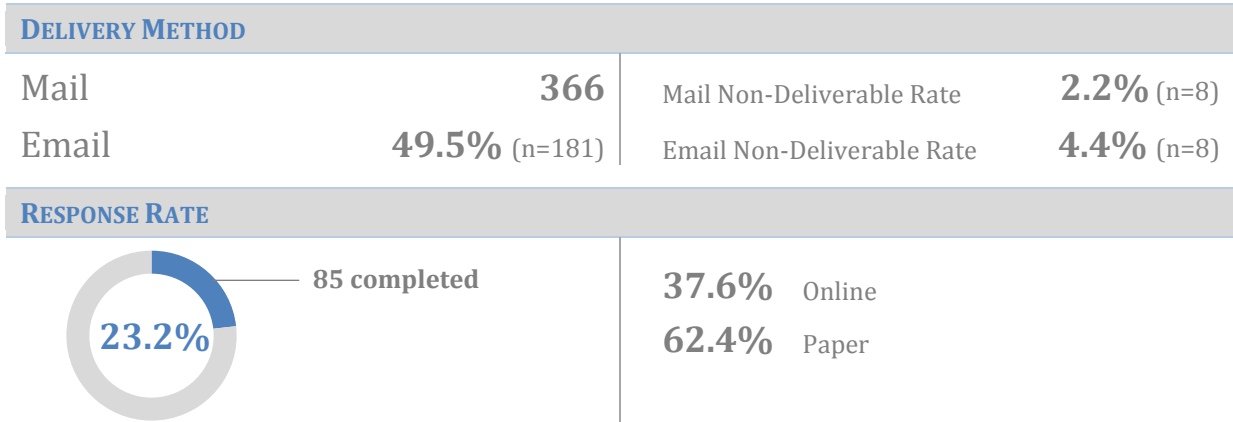 DELIVERY METHOD
Mail 366
Email 49.5% (n=181)
Mail Non-Deliverable Rate 2.2% (n=8)
Email Non-Deliverable Rate 4.4% (n=8)
RESPONSE RATE
23.2%
85 completed
37.6% Online
62.4% Paper